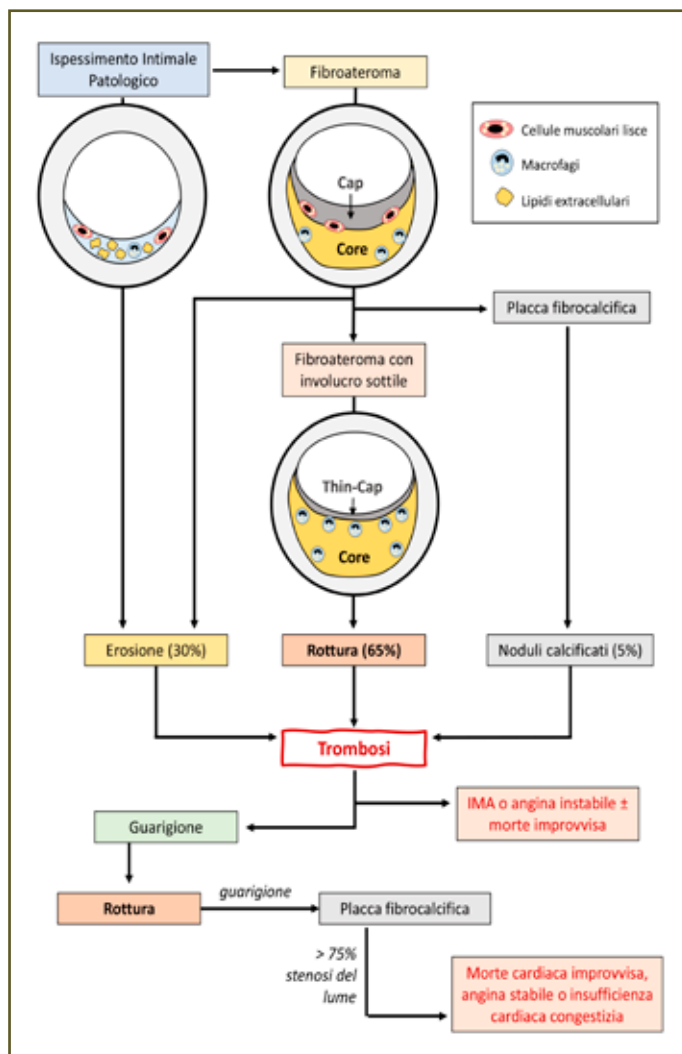 Ispessimento Intimale
Patologico
Fibroateroma
Cellule muscolari lisce
Macrofagi
Lipidi extracellulari
Cap
Core
Placca fibrocalcifica
Fibroateroma con
involucro sottile
Thin-Cap
Core
Erosione (30%)
Rottura (65%)
Noduli calcificati (5%)
Trombosi
IMA o angina instabile ±
morte improvvisa
Guarigione
Rottura
guarigione
Placca fibrocalcifica
> 75%
stenosi del
lume
Morte cardiaca improvvisa,
angina stabile o insufficienza
cardiaca congestizia